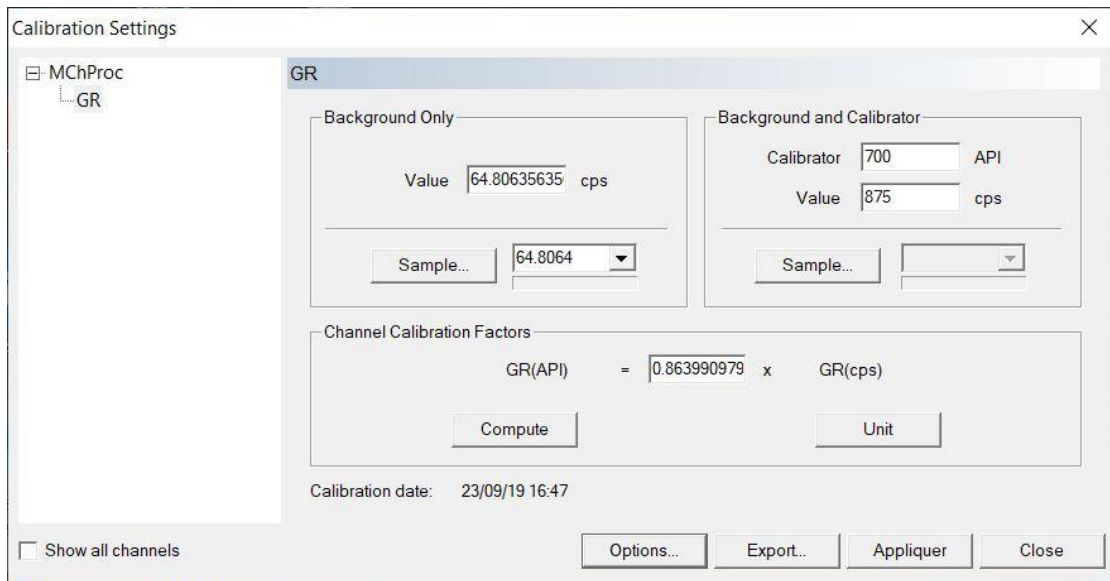 Calibration Settings
MChProc
GR
GR
Background Only
Value 64.80635635 cps
Sample... 64.8064
Background and Calibrator
Calibrator 700 API
Value 875 cps
Sample...
Channel Calibration Factors
GR(API) = 0.863990979 x GR(cps)
Compute Unit
Calibration date: 23/09/19 16:47
Show all channels
Options... Export... Appliquer Close